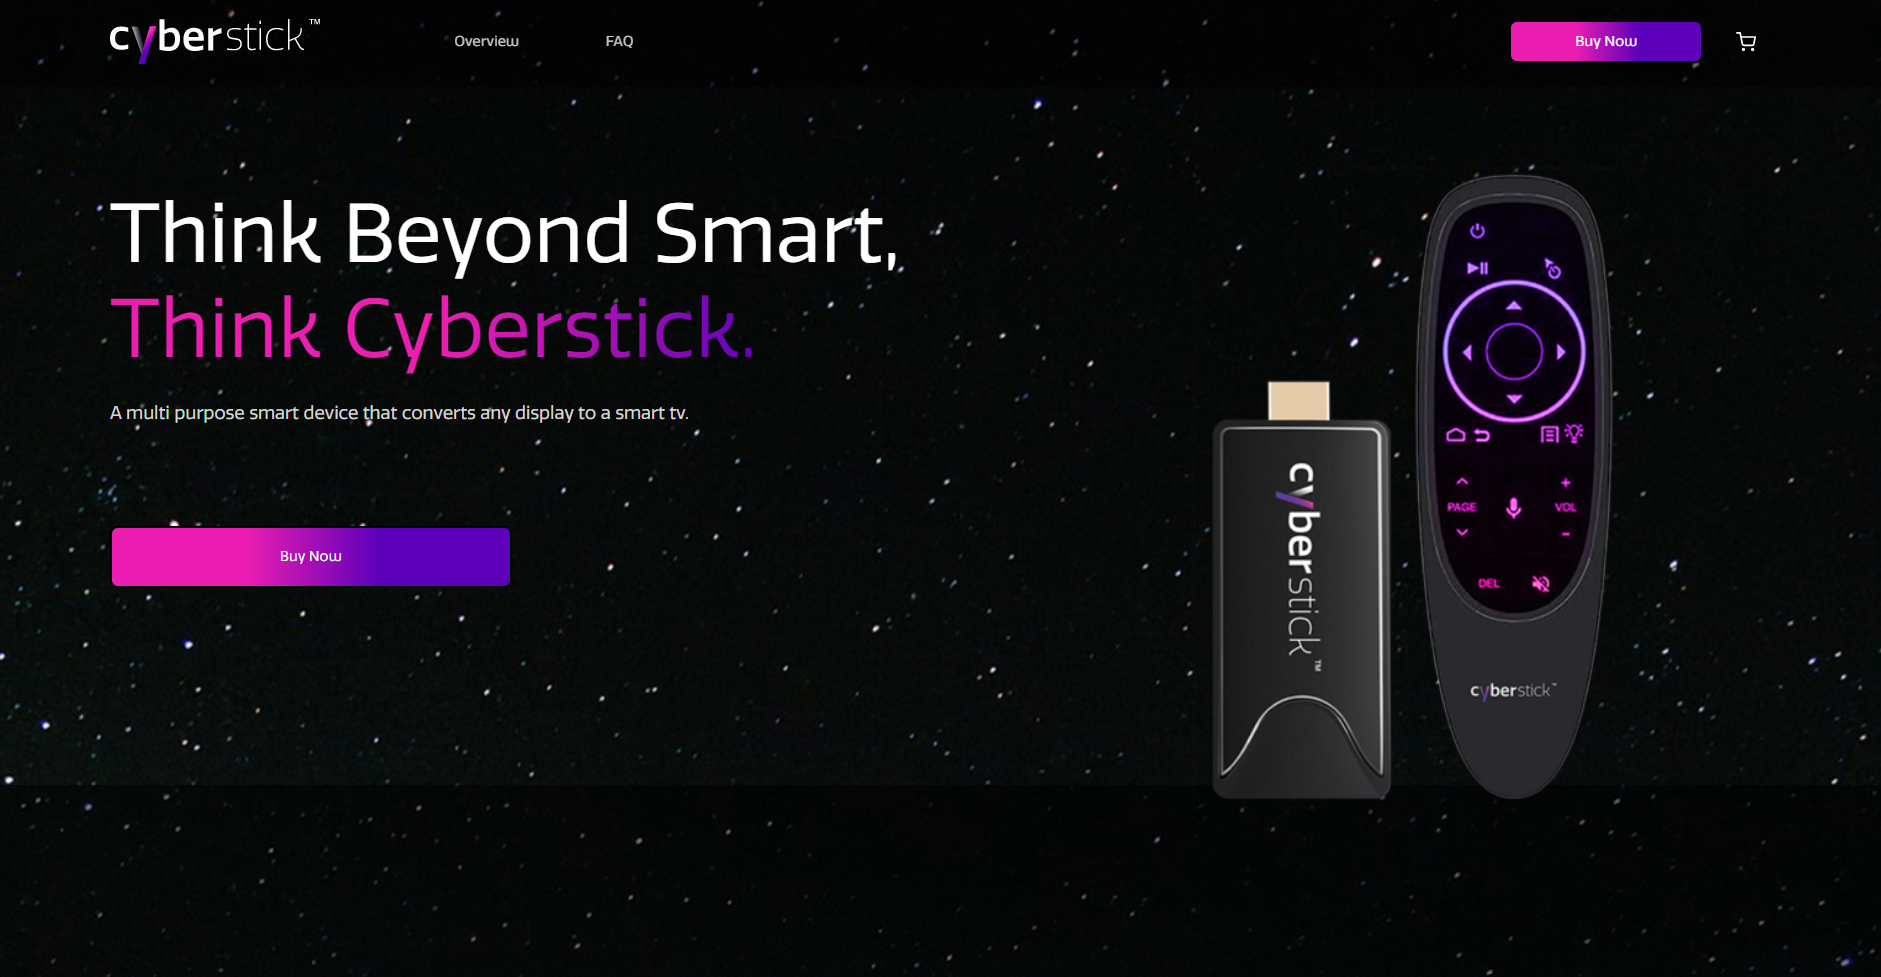 cyberstick™
Overview
FAQ
Buy Now
Think Beyond Smart,
Think Cyberstick.
A multi purpose smart device that converts any display to a smart tv.
Buy Now
cyberstick™
PAGE
VOL
DEL
cyberstick™